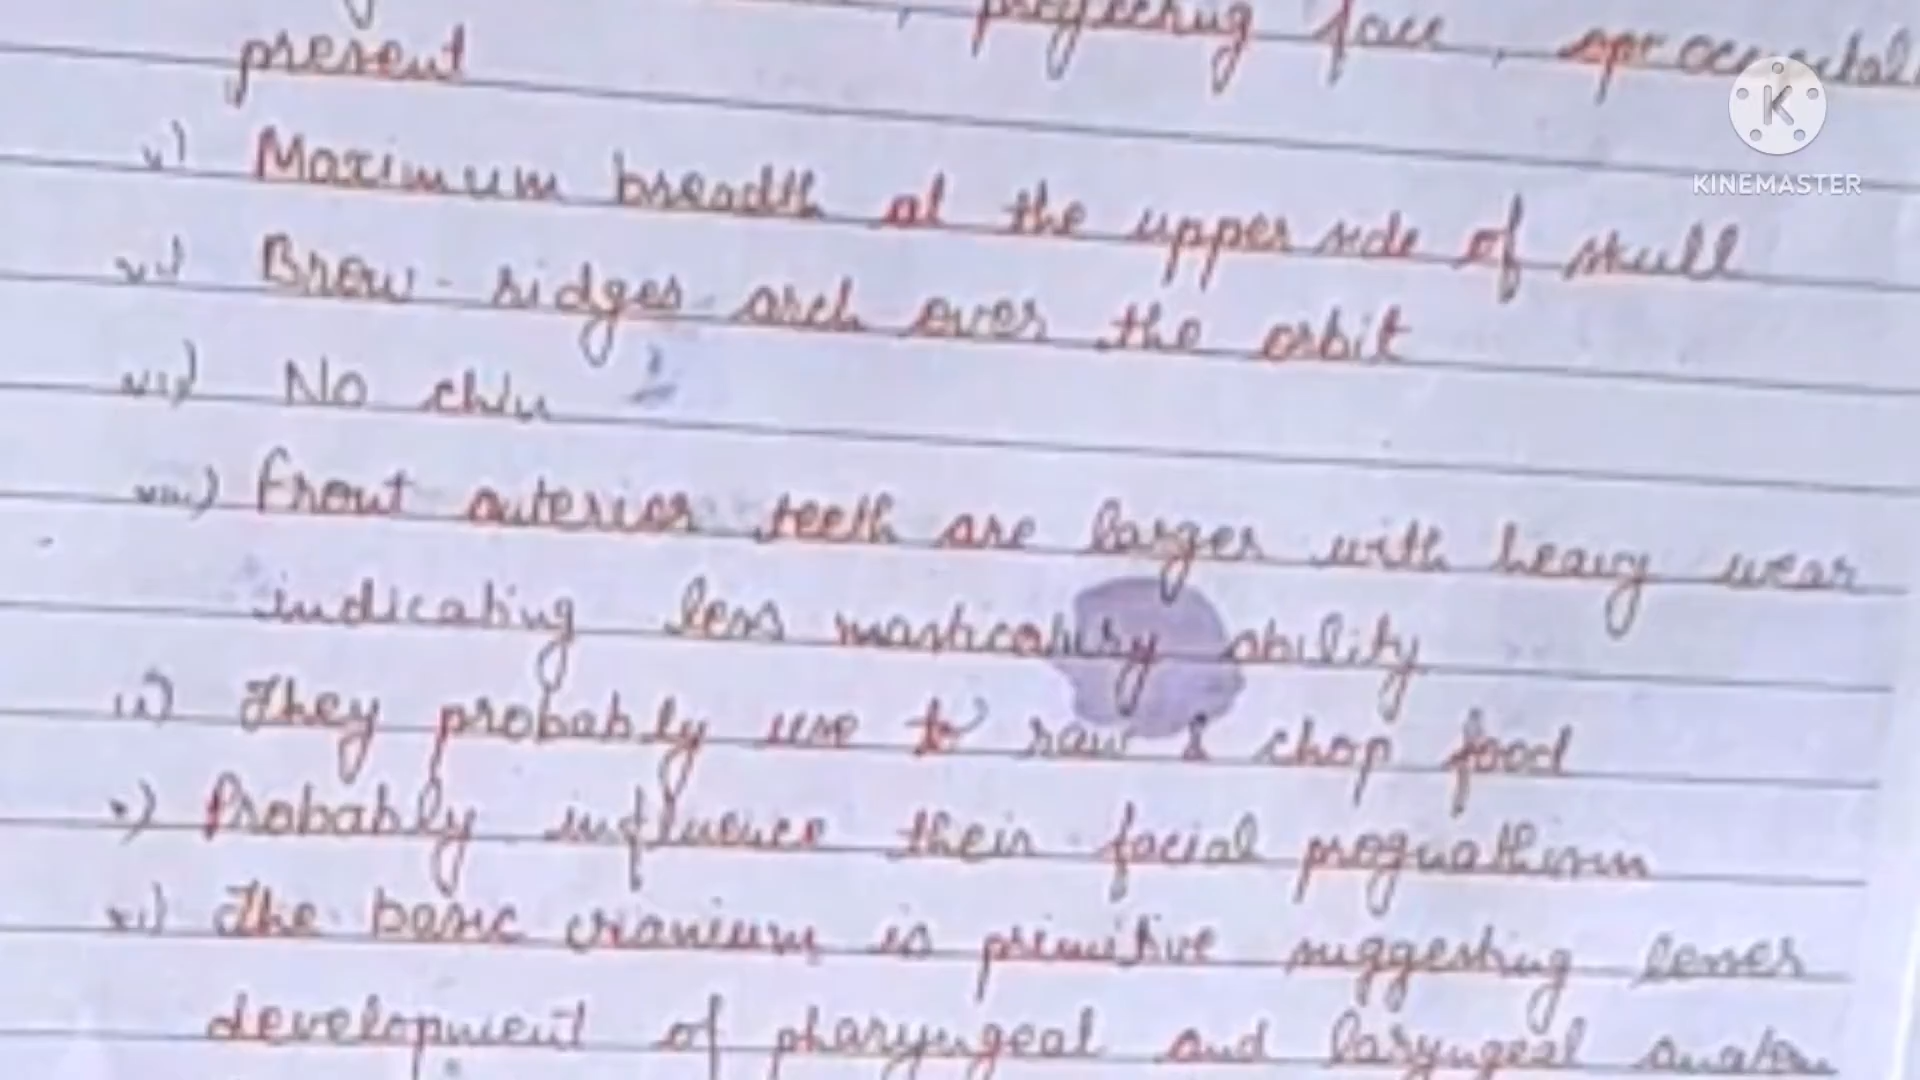 projecting face, occipital
present
v) Maximum breadth at the upper side of skull
vi) Brow-ridges arch over the orbit
vii) No chin
viii) Front anterior teeth are larger with heavy wear
indicating less masticatory ability
ix) They probably use to raw & chop food
x) Probably influence their facial prognathism
xi) The basic cranium is primitive suggesting lesser
development of pharyngeal and laryngeal
K
KINEMASTER